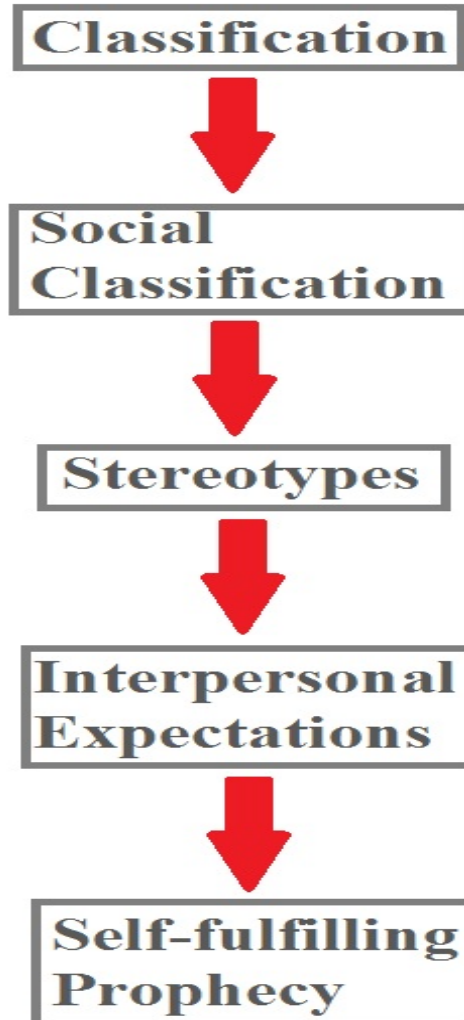 Classification
Social
Classification
Stereotypes
Interpersonal
Expectations
Self-fulfilling
Prophecy